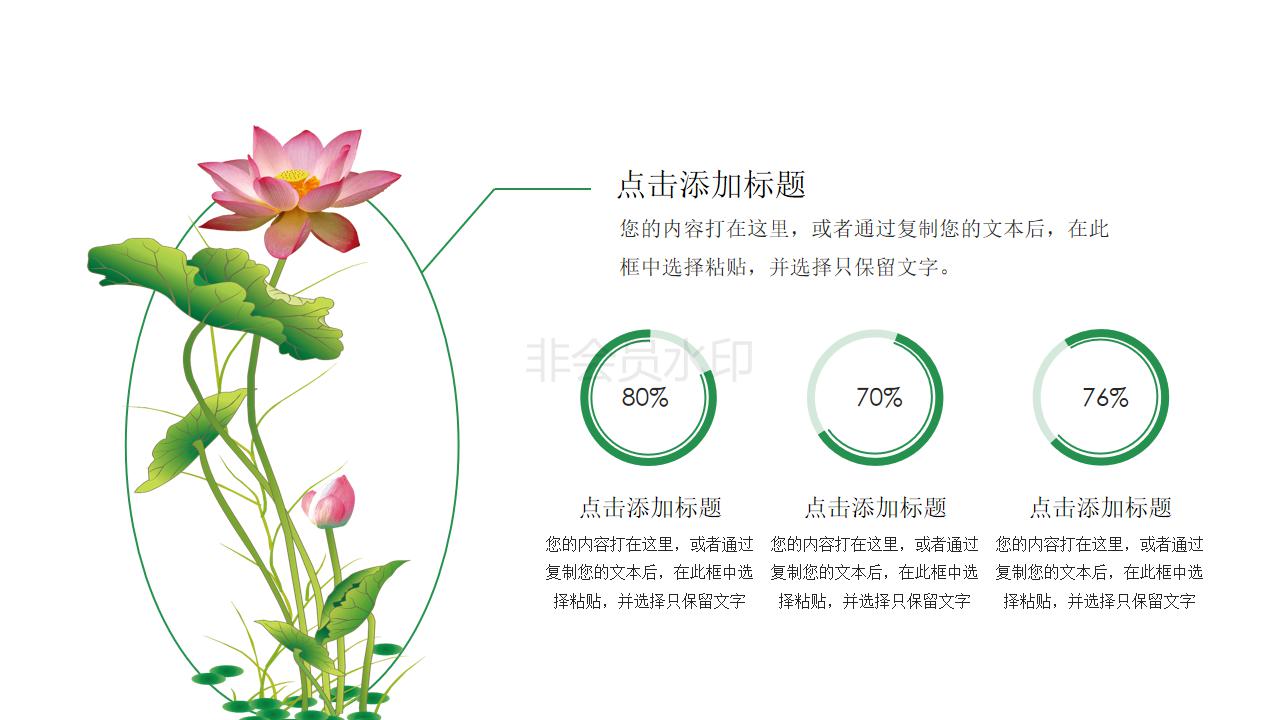 点击添加标题
您的内容打在这里，或者通过复制您的文本后，在此
框中选择粘贴，并选择只保留文字。
非会员水印
80%
70%
76%
点击添加标题
您的内容打在这里，或者通过
复制您的文本后，在此框中选
择粘贴，并选择只保留文字
点击添加标题
您的内容打在这里，或者通过
复制您的文本后，在此框中选
择粘贴，并选择只保留文字
点击添加标题
您的内容打在这里，或者通过
复制您的文本后，在此框中选
择粘贴，并选择只保留文字